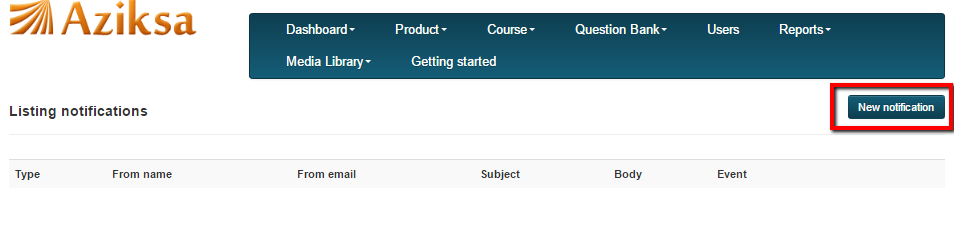 Aziksa
Dashboard Product Course Question Bank Users Reports
Media Library Getting started
Listing notifications New notification
Type From name From email Subject Body Event